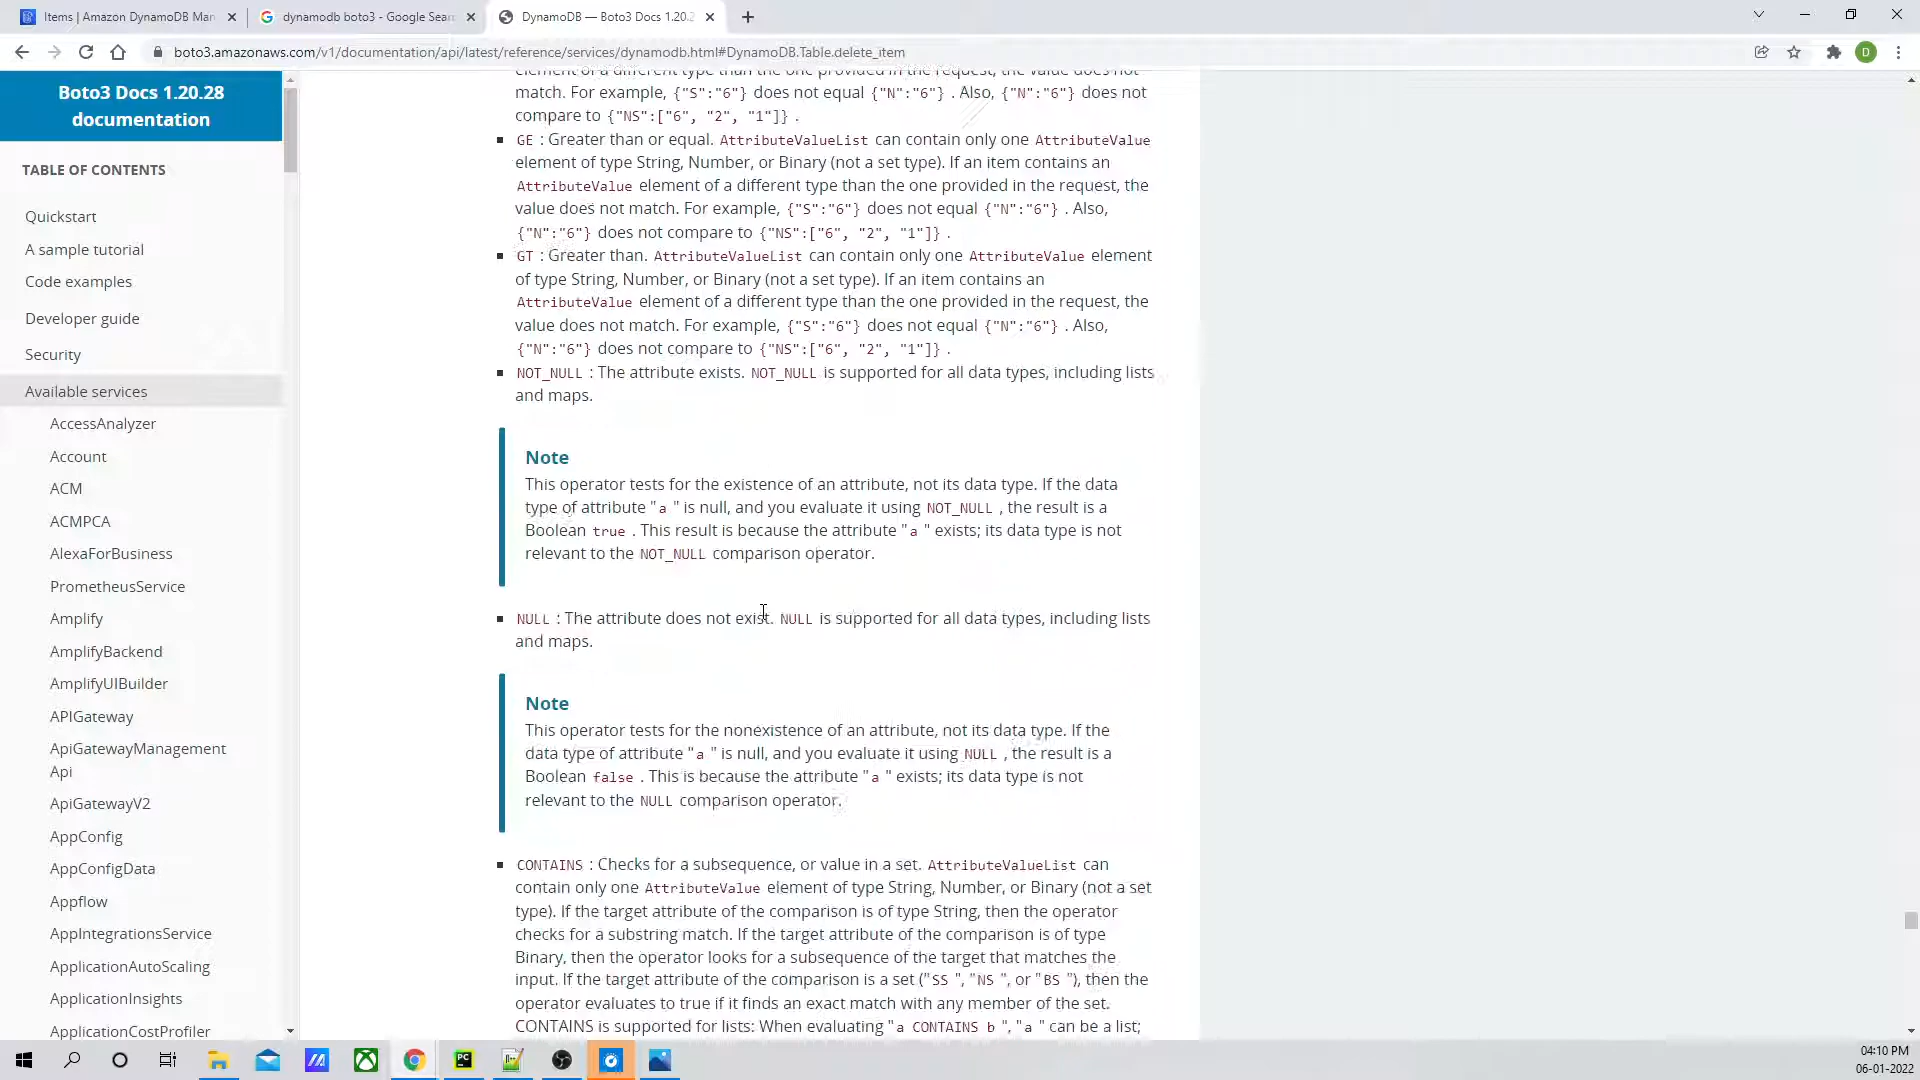 Items | Amazon DynamoDB Man
dynamodb boto3 - Google Sear
DynamoDB — Boto3 Docs 1.20.2
boto3.amazonaws.com/v1/documentation/api/latest/reference/services/dynamodb.html#DynamoDB.Table.delete_item
D
Boto3 Docs 1.20.28
documentation
TABLE OF CONTENTS
Quickstart
A sample tutorial
Code examples
Developer guide
Security
Available services
AccessAnalyzer
Account
ACM
ACMPCA
AlexaForBusiness
PrometheusService
Amplify
AmplifyBackend
AmplifyUIBuilder
APIGateway
ApiGatewayManagement
Api
ApiGatewayV2
AppConfig
AppConfigData
Appflow
AppIntegrationsService
ApplicationAutoScaling
ApplicationInsights
ApplicationCostProfiler
element of a different type than the one provided in the request, the value does not
match. For example, {"S":"6"} does not equal {"N":"6"} . Also, {"N":"6"} does not
compare to {"NS":["6", "2", "1"]} .
GE : Greater than or equal. AttributeValueList can contain only one AttributeValue
element of type String, Number, or Binary (not a set type). If an item contains an
AttributeValue element of a different type than the one provided in the request, the
value does not match. For example, {"S":"6"} does not equal {"N":"6"} . Also,
{"N":"6"} does not compare to {"NS":["6", "2", "1"]} .
GT : Greater than. AttributeValueList can contain only one AttributeValue element
of type String, Number, or Binary (not a set type). If an item contains an
AttributeValue element of a different type than the one provided in the request, the
value does not match. For example, {"S":"6"} does not equal {"N":"6"} . Also,
{"N":"6"} does not compare to {"NS":["6", "2", "1"]} .
NOT_NULL : The attribute exists. NOT_NULL is supported for all data types, including lists
and maps.
Note
This operator tests for the existence of an attribute, not its data type. If the data
type of attribute "a " is null, and you evaluate it using NOT_NULL , the result is a
Boolean true . This result is because the attribute "a " exists; its data type is not
relevant to the NOT_NULL comparison operator.
NULL : The attribute does not exist. NULL is supported for all data types, including lists
and maps.
Note
This operator tests for the nonexistence of an attribute, not its data type. If the
data type of attribute "a " is null, and you evaluate it using NULL , the result is a
Boolean false . This is because the attribute "a " exists; its data type is not
relevant to the NULL comparison operator.
CONTAINS : Checks for a subsequence, or value in a set. AttributeValueList can
contain only one AttributeValue element of type String, Number, or Binary (not a set
type). If the target attribute of the comparison is of type String, then the operator
checks for a substring match. If the target attribute of the comparison is of type
Binary, then the operator looks for a subsequence of the target that matches the
input. If the target attribute of the comparison is a set ("SS ", "NS ", or "BS "), then the
operator evaluates to true if it finds an exact match with any member of the set.
CONTAINS is supported for lists: When evaluating "a CONTAINS b ", "a " can be a list;
PC
04:10 PM
06-01-2022